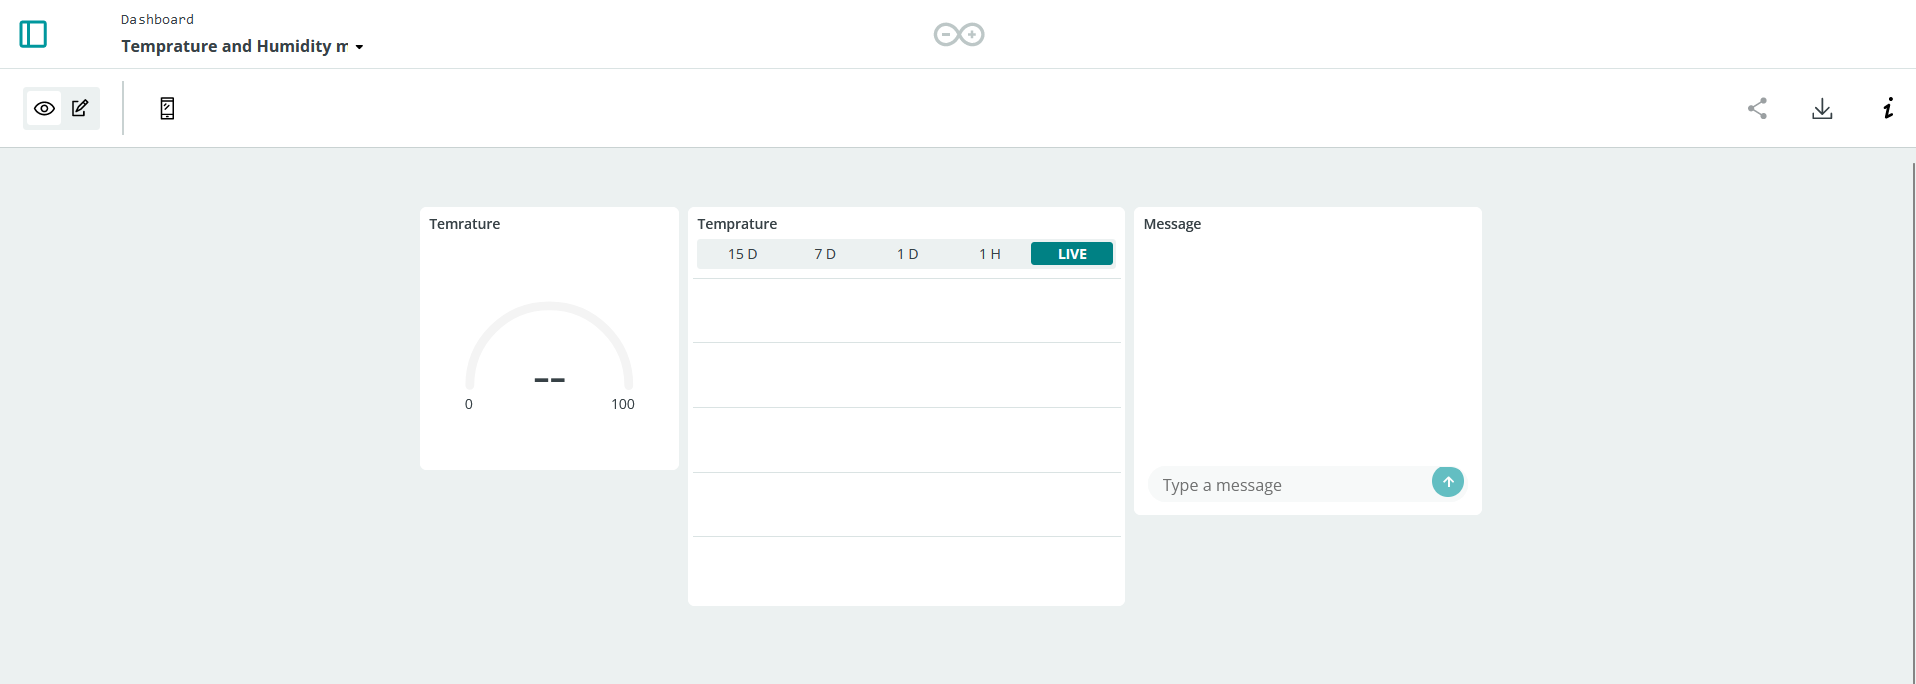 Dashboard
Temprature and Humidity m
Temrature
--
0 100
Temprature
15 D 7 D 1 D 1 H LIVE
Message
Type a message